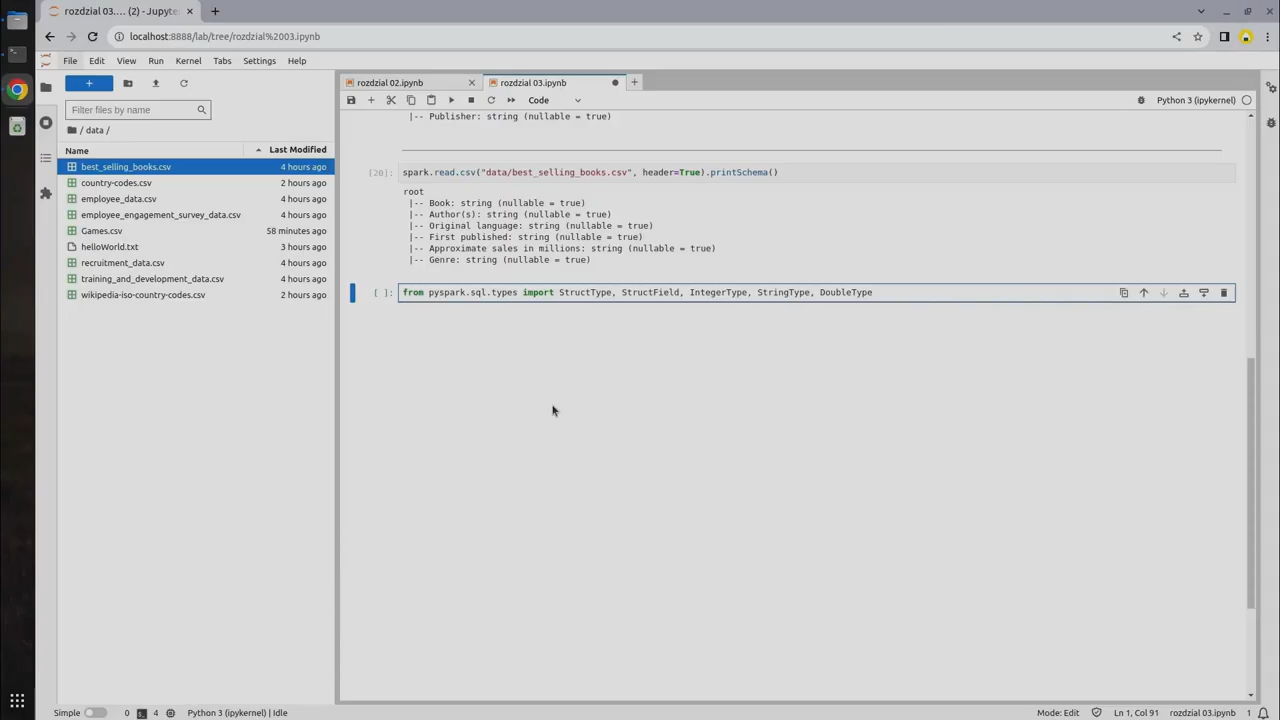 rozdzial 03.... (2) - Jupyte
localhost:8888/lab/tree/rozdzial%2003.ipynb
File Edit View Run Kernel Tabs Settings Help
Filter files by name
/ data /
Name Last Modified
best_selling_books.csv 4 hours ago
country-codes.csv 2 hours ago
employee_data.csv 4 hours ago
employee_engagement_survey_data.csv 4 hours ago
Games.csv 58 minutes ago
helloWorld.txt 3 hours ago
recruitment_data.csv 4 hours ago
training_and_development_data.csv 4 hours ago
wikipedia-iso-country-codes.csv 2 hours ago
rozdzial 02.ipynb
rozdzial 03.ipynb
Code
Python 3 (ipykernel)
|-- Publisher: string (nullable = true)
[20]: spark.read.csv("data/best_selling_books.csv", header=True).printSchema()
root
|-- Book: string (nullable = true)
|-- Author(s): string (nullable = true)
|-- Original language: string (nullable = true)
|-- First published: string (nullable = true)
|-- Approximate sales in millions: string (nullable = true)
|-- Genre: string (nullable = true)
[ ]: from pyspark.sql.types import StructType, StructField, IntegerType, StringType, DoubleType
Simple 0 4 Python 3 (ipykernel) | Idle
Mode: Edit Ln 1, Col 91 rozdzial 03.ipynb 1